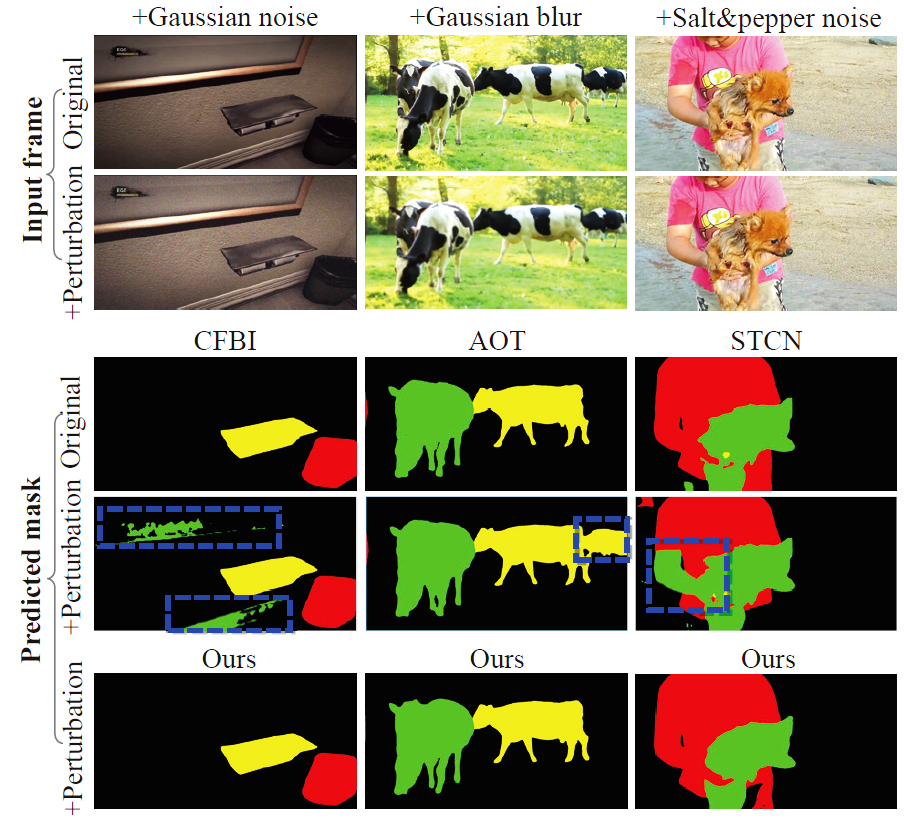 +Gaussian noise
+Gaussian blur
+Salt&pepper noise
Input frame
Original
+Perturbation
CFBI
AOT
STCN
Predicted mask
Original
+Perturbation
Ours
Ours
Ours
+Perturbation